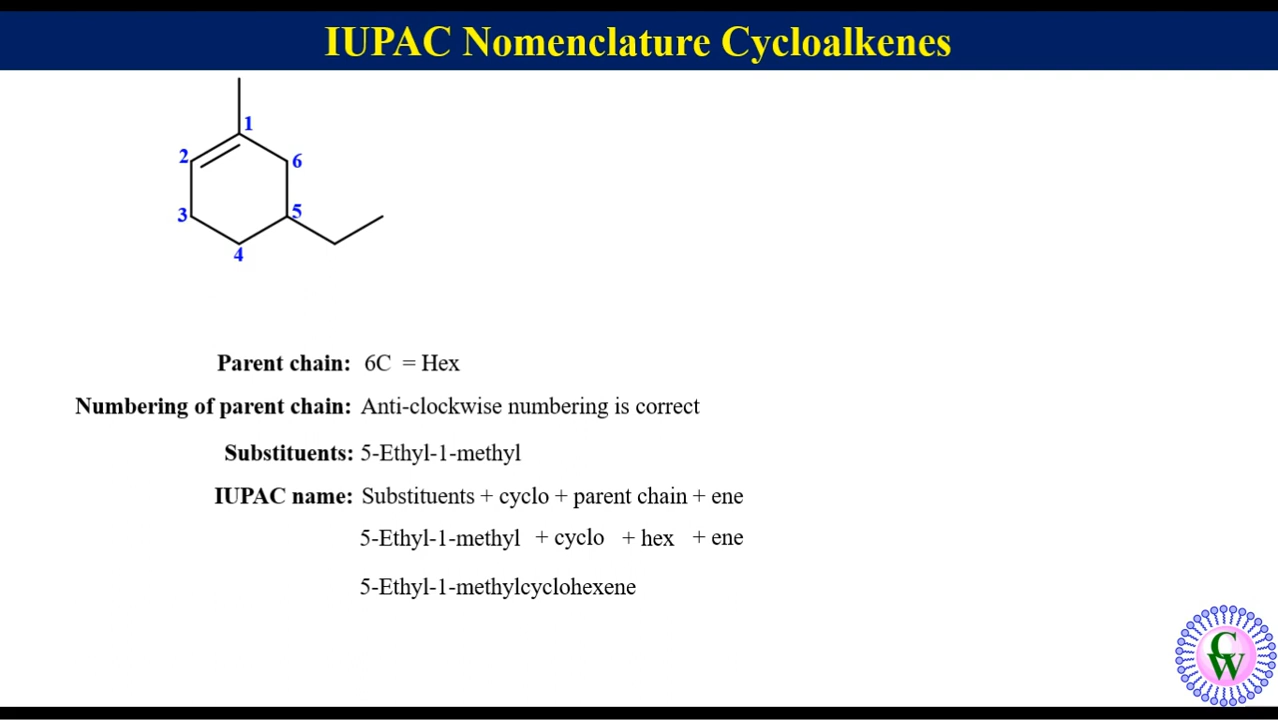 IUPAC Nomenclature Cycloalkenes
1
2
6
3
5
4
Parent chain: 6C = Hex
Numbering of parent chain: Anti-clockwise numbering is correct
Substituents: 5-Ethyl-1-methyl
IUPAC name: Substituents + cyclo + parent chain + ene
5-Ethyl-1-methyl + cyclo + hex + ene
5-Ethyl-1-methylcyclohexene
CW